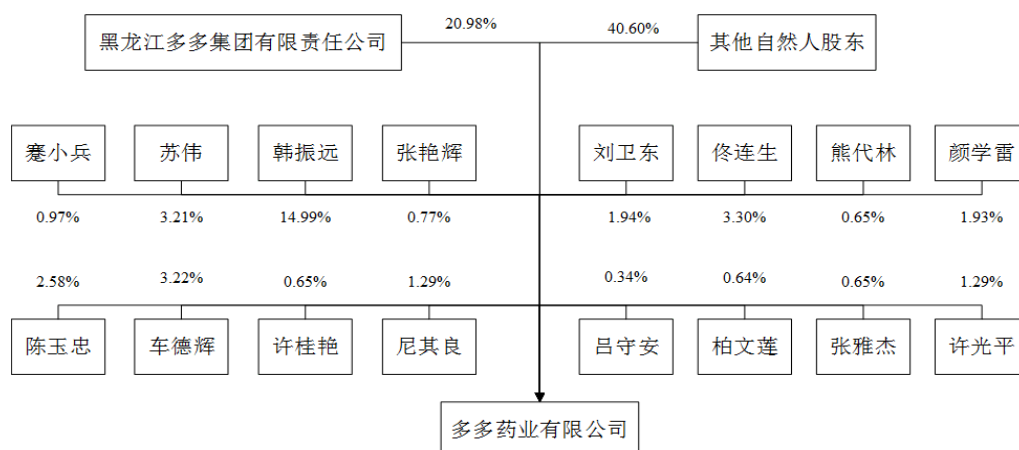 20.98%
黑龙江多多集团有限责任公司
40.60%
其他自然人股东
蹇小兵 苏伟 韩振远 张艳辉 刘卫东 佟连生 熊代林 颜学雷
0.97% 3.21% 14.99% 0.77% 1.94% 3.30% 0.65% 1.93%
2.58% 3.22% 0.65% 1.29% 0.34% 0.64% 0.65% 1.29%
陈玉忠 车德辉 许桂艳 尼其良 吕守安 柏文莲 张雅杰 许光平
多多药业有限公司